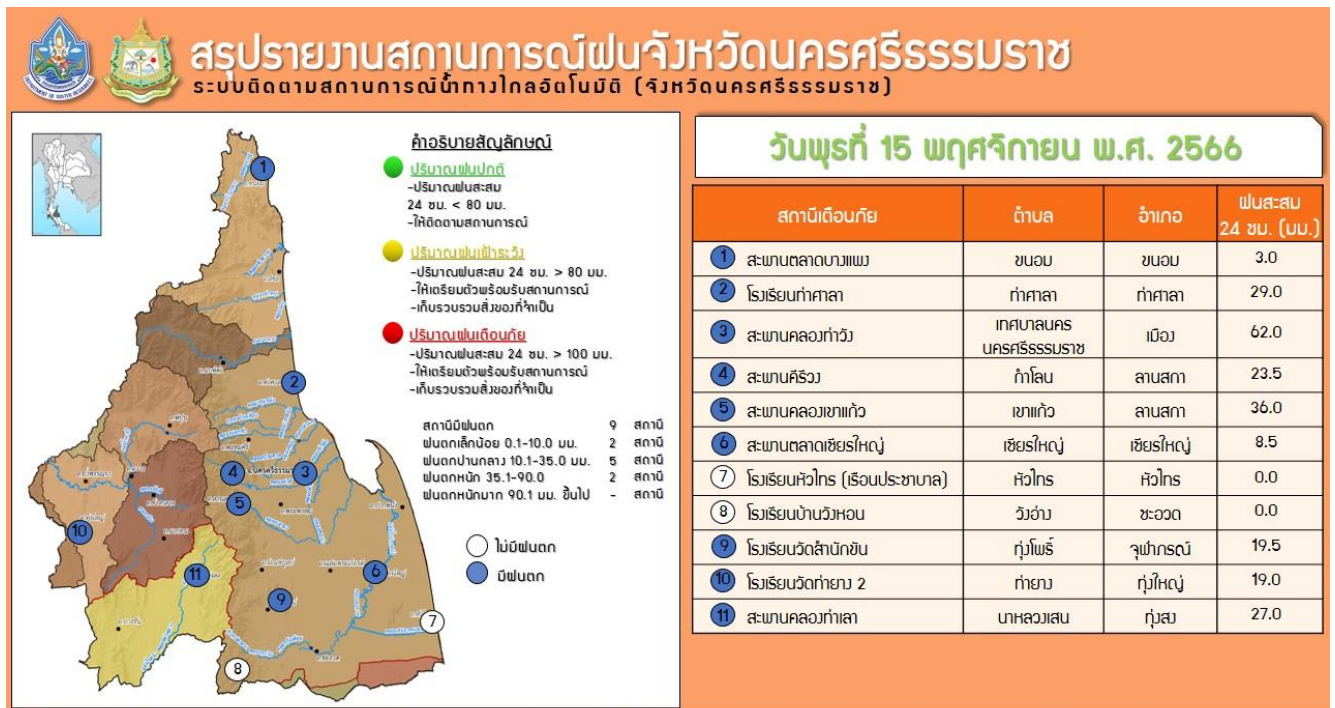 สรุปรายงานสถานการณ์ฝนจังหวัดนครศรีธรรมราช
ระบบติดตามสถานการณ์น้ำทางไกลอัตโนมัติ (จังหวัดนครศรีธรรมราช)
คำอธิบายสัญลักษณ์
ปริมาณฝนปกติ
-ปริมาณฝนสะสม
24 ชม. < 80 มม.
-ให้ติดตามสถานการณ์
ปริมาณฝนเฝ้าระวัง
-ปริมาณฝนสะสม 24 ชม. > 80 มม.
-ให้เตรียมตัวพร้อมรับสถานการณ์
-เก็บรวบรวมสิ่งของที่จำเป็น
ปริมาณฝนเตือนภัย
-ปริมาณฝนสะสม 24 ชม. > 100 มม.
-ให้เตรียมตัวพร้อมรับสถานการณ์
-เก็บรวบรวมสิ่งของที่จำเป็น
สถานีมีฝนตก 9 สถานี
ฝนตกเล็กน้อย 0.1-10.0 มม. 2 สถานี
ฝนตกปานกลาง 10.1-35.0 มม. 5 สถานี
ฝนตกหนัก 35.1-90.0 2 สถานี
ฝนตกหนักมาก 90.1 มม. ขึ้นไป - สถานี
ไม่มีฝนตก
มีฝนตก
1
2
4
3
5
10
11
6
9
7
8
วันพุธที่ 15 พฤศจิกายน พ.ศ. 2566
สถานีเตือนภัย ตำบล อำเภอ ฝนสะสม 24 ชม. (มม.)
1 สะพานตลาดบางแพง ขนอม ขนอม 3.0
2 โรงเรียนท่าศาลา ท่าศาลา ท่าศาลา 29.0
3 สะพานคลองท่าวัง เทศบาลนคร นครศรีธรรมราช เมือง 62.0
4 สะพานคีรีวง กำโลน ลานสกา 23.5
5 สะพานคลองเขาแก้ว เขาแก้ว ลานสกา 36.0
6 สะพานตลาดเชียรใหญ่ เชียรใหญ่ เชียรใหญ่ 8.5
7 โรงเรียนหัวไทร (เรือนประชาบาล) หัวไทร หัวไทร 0.0
8 โรงเรียนบ้านวังหอน วังอ่าง ชะอวด 0.0
9 โรงเรียนวัดสำนักขัน ทุ่งโพธิ์ จุฬาภรณ์ 19.5
10 โรงเรียนวัดท่ายาง 2 ท่ายาง ทุ่งใหญ่ 19.0
11 สะพานคลองท่าเลา นาหลวงเสน ทุ่งสง 27.0